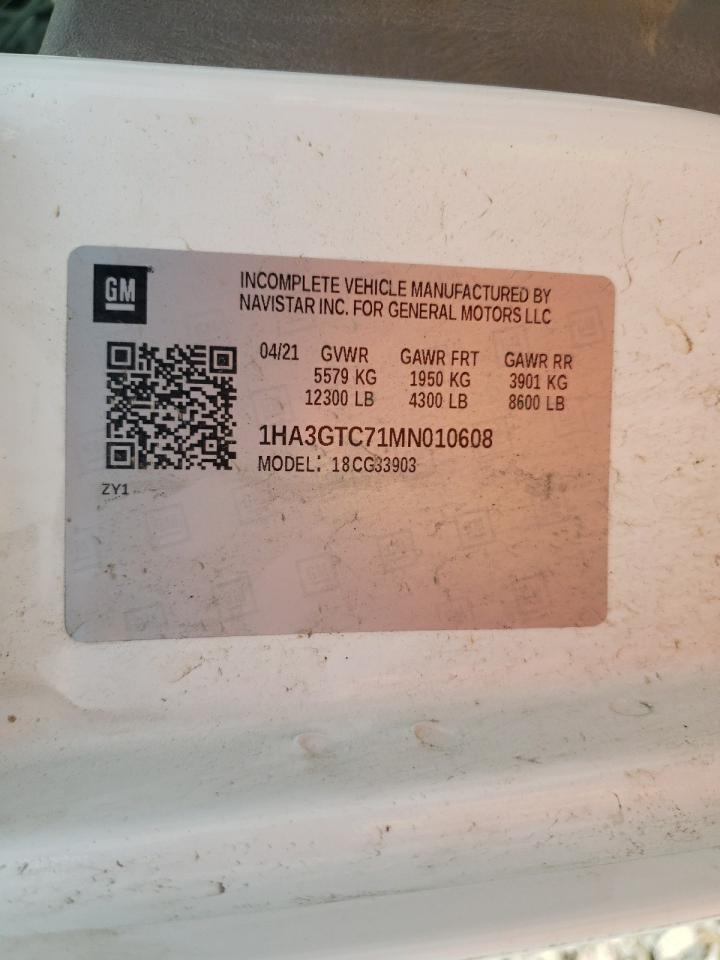 GM
INCOMPLETE VEHICLE MANUFACTURED BY
NAVISTAR INC. FOR GENERAL MOTORS LLC
04/21 GVWR GAWR FRT GAWR RR
5579 KG 1950 KG 3901 KG
12300 LB 4300 LB 8600 LB
1HA3GTC71MN010608
MODEL: 18CG33903
ZY1